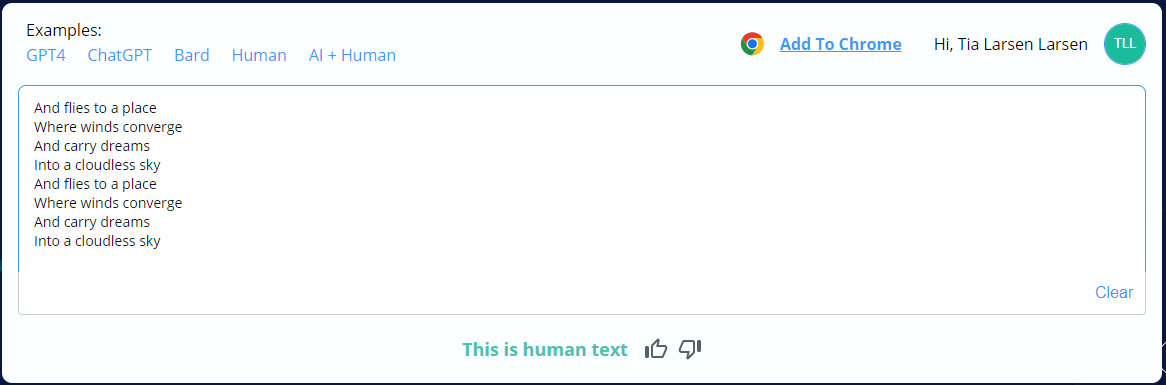 Examples:
GPT4 ChatGPT Bard Human AI + Human
Add To Chrome Hi, Tia Larsen Larsen TLL
And flies to a place
Where winds converge
And carry dreams
Into a cloudless sky
And flies to a place
Where winds converge
And carry dreams
Into a cloudless sky
Clear
This is human text